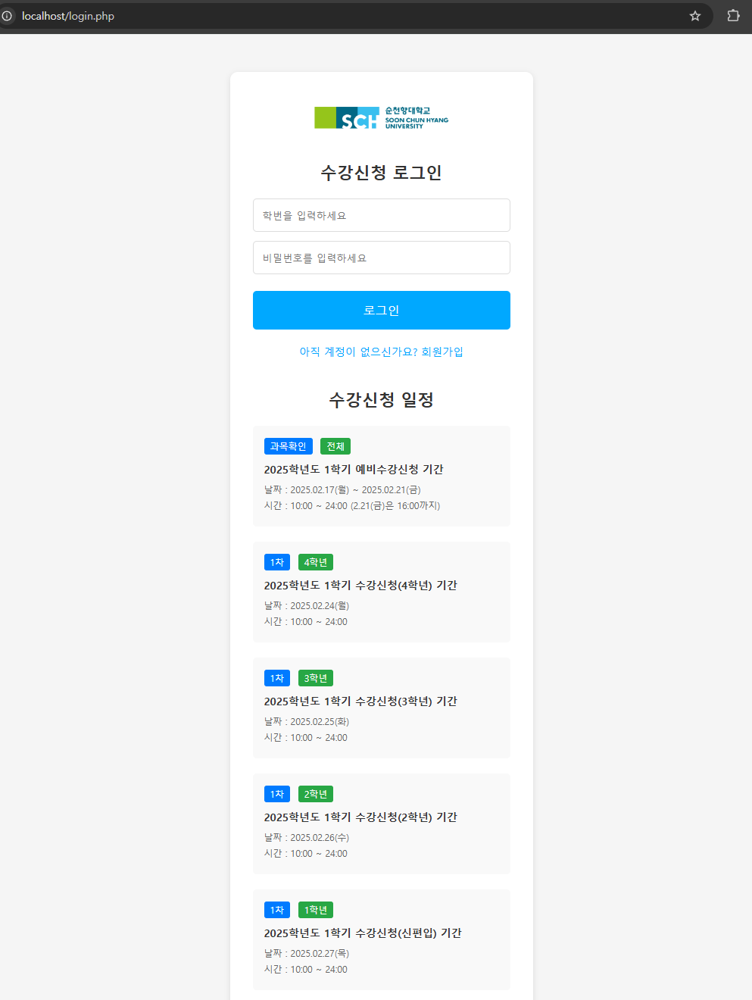 localhost/login.php
SCH
순천향대학교
SOON CHUN HYANG
UNIVERSITY
수강신청 로그인
학번을 입력하세요
비밀번호를 입력하세요
로그인
아직 계정이 없으신가요? 회원가입
수강신청 일정
과목확인 전체
2025학년도 1학기 예비수강신청 기간
날짜 : 2025.02.17(월) ~ 2025.02.21(금)
시간 : 10:00 ~ 24:00 (2.21(금)은 16:00까지)
1차 4학년
2025학년도 1학기 수강신청(4학년) 기간
날짜 : 2025.02.24(월)
시간 : 10:00 ~ 24:00
1차 3학년
2025학년도 1학기 수강신청(3학년) 기간
날짜 : 2025.02.25(화)
시간 : 10:00 ~ 24:00
1차 2학년
2025학년도 1학기 수강신청(2학년) 기간
날짜 : 2025.02.26(수)
시간 : 10:00 ~ 24:00
1차 1학년
2025학년도 1학기 수강신청(신편입) 기간
날짜 : 2025.02.27(목)
시간 : 10:00 ~ 24:00